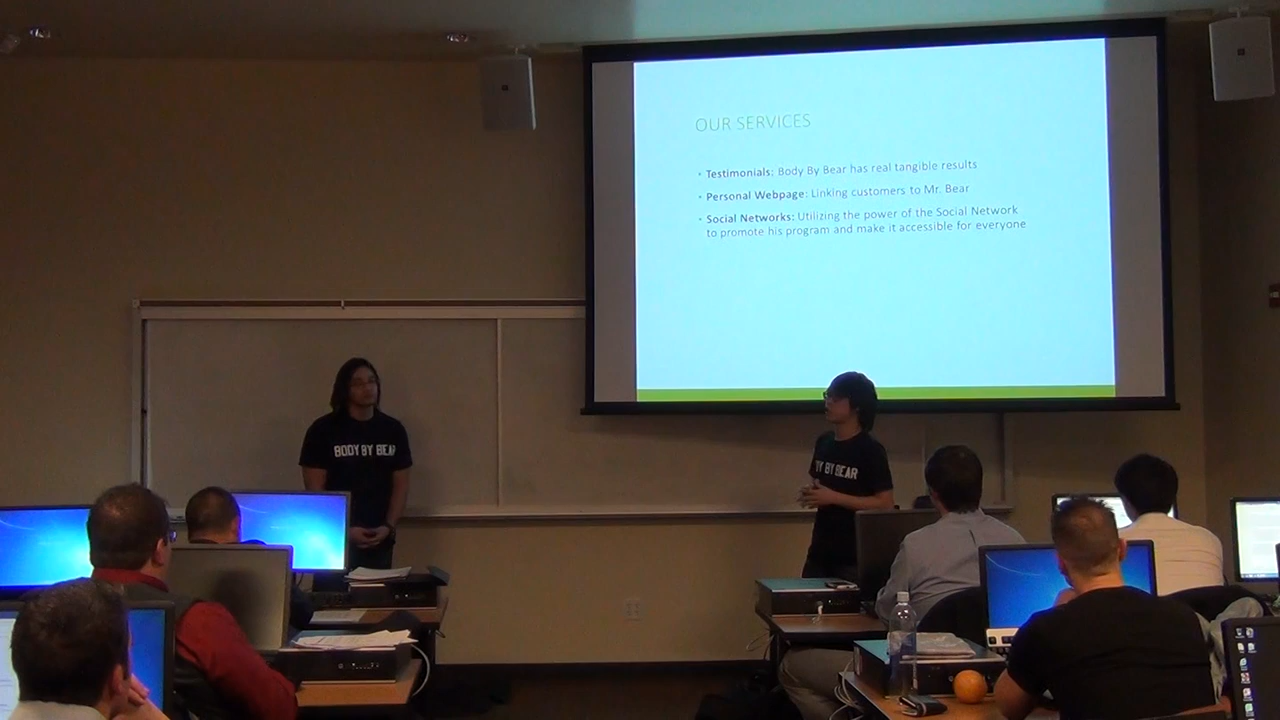 OUR SERVICES
• Testimonials: Body By Bear has real tangible results
• Personal Webpage: Linking customers to Mr. Bear
• Social Networks: Utilizing the power of the Social Network
to promote his program and make it accessible for everyone
BODY BY BEAR
BY BEAR